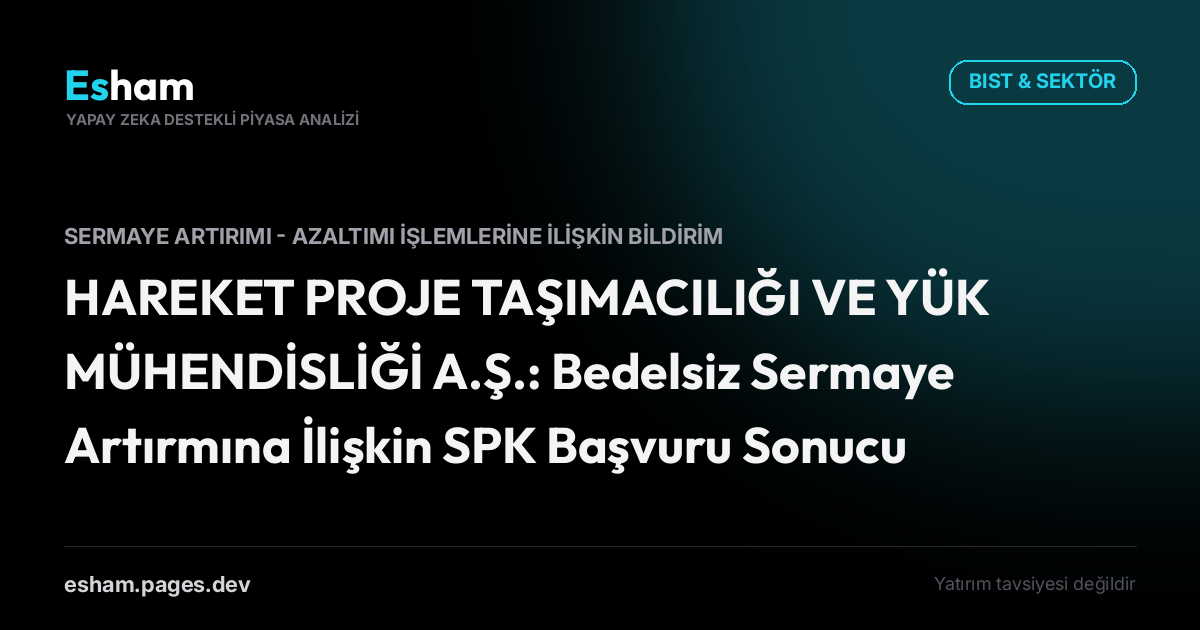 Esham
YAPAY ZEKA DESTEKLİ PİYASA ANALİZİ
BIST & SEKTÖR
SERMAYE ARTIRIMI - AZALTIMI İŞLEMLERİNE İLİŞKİN BİLDİRİM
HAREKET PROJE TAŞIMACILIĞI VE YÜK
MÜHENDİSLİĞİ A.Ş.: Bedelsiz Sermaye
Artırmına İlişkin SPK Başvuru Sonucu
esham.pages.dev
Yatırım tavsiyesi değildir